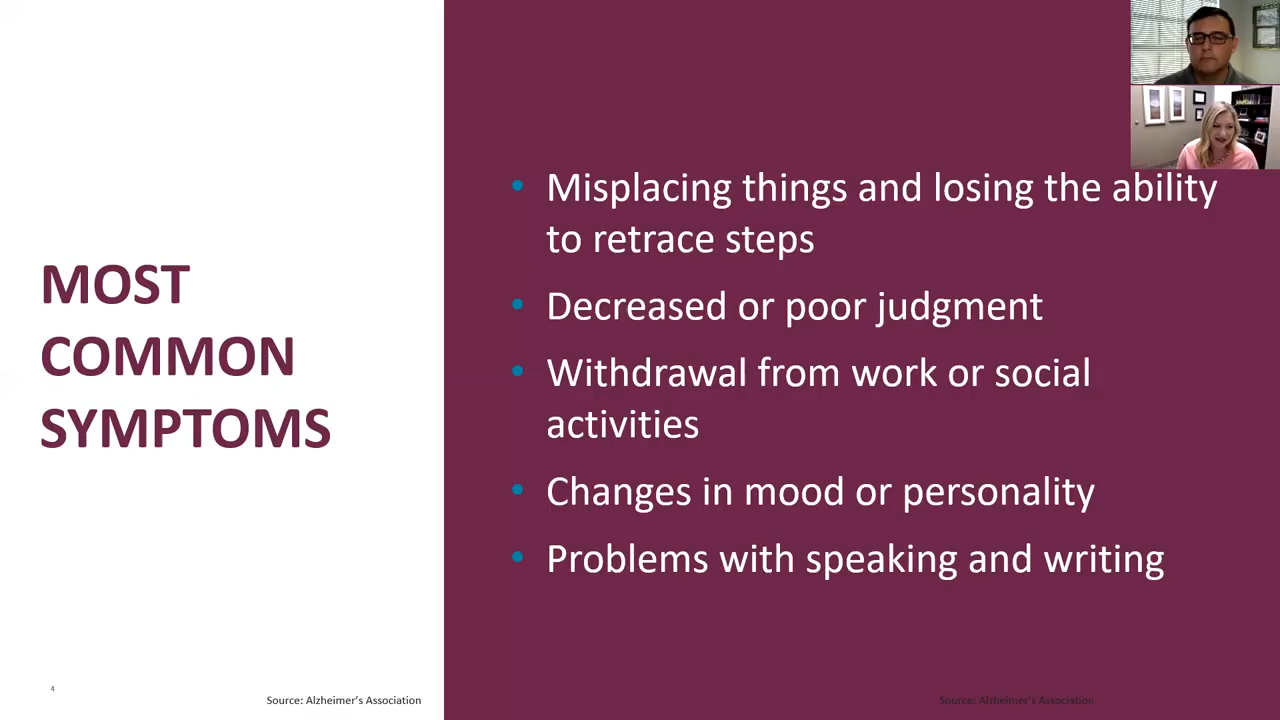 MOST
COMMON
SYMPTOMS
• Misplacing things and losing the ability
to retrace steps
• Decreased or poor judgment
• Withdrawal from work or social
activities
• Changes in mood or personality
• Problems with speaking and writing
4
Source: Alzheimer's Association
Source: Alzheimer's Association